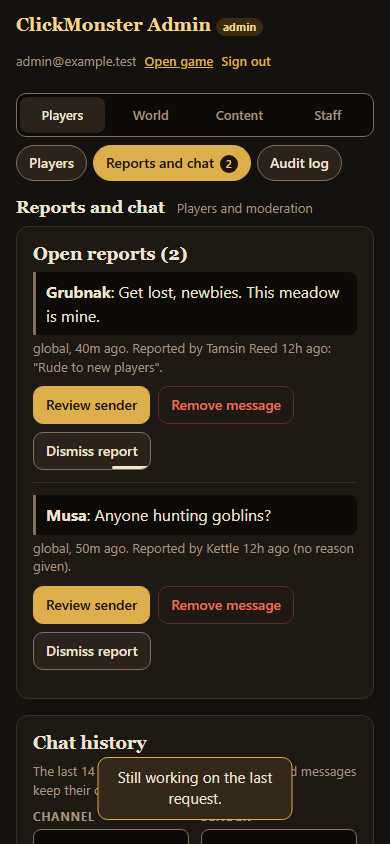 ClickMonster Admin admin
admin@example.test Open game Sign out
Players World Content Staff
Players Reports and chat 2 Audit log
Reports and chat Players and moderation
Open reports (2)
Grubnak: Get lost, newbies. This meadow
is mine.
global, 40m ago. Reported by Tamsin Reed 12h ago:
"Rude to new players".
Review sender Remove message
Dismiss report
Musa: Anyone hunting goblins?
global, 50m ago. Reported by Kettle 12h ago (no reason
given).
Review sender Remove message
Dismiss report
Chat history
The last 14 messages
keep their
Still working on the last
request.
CHANNEL